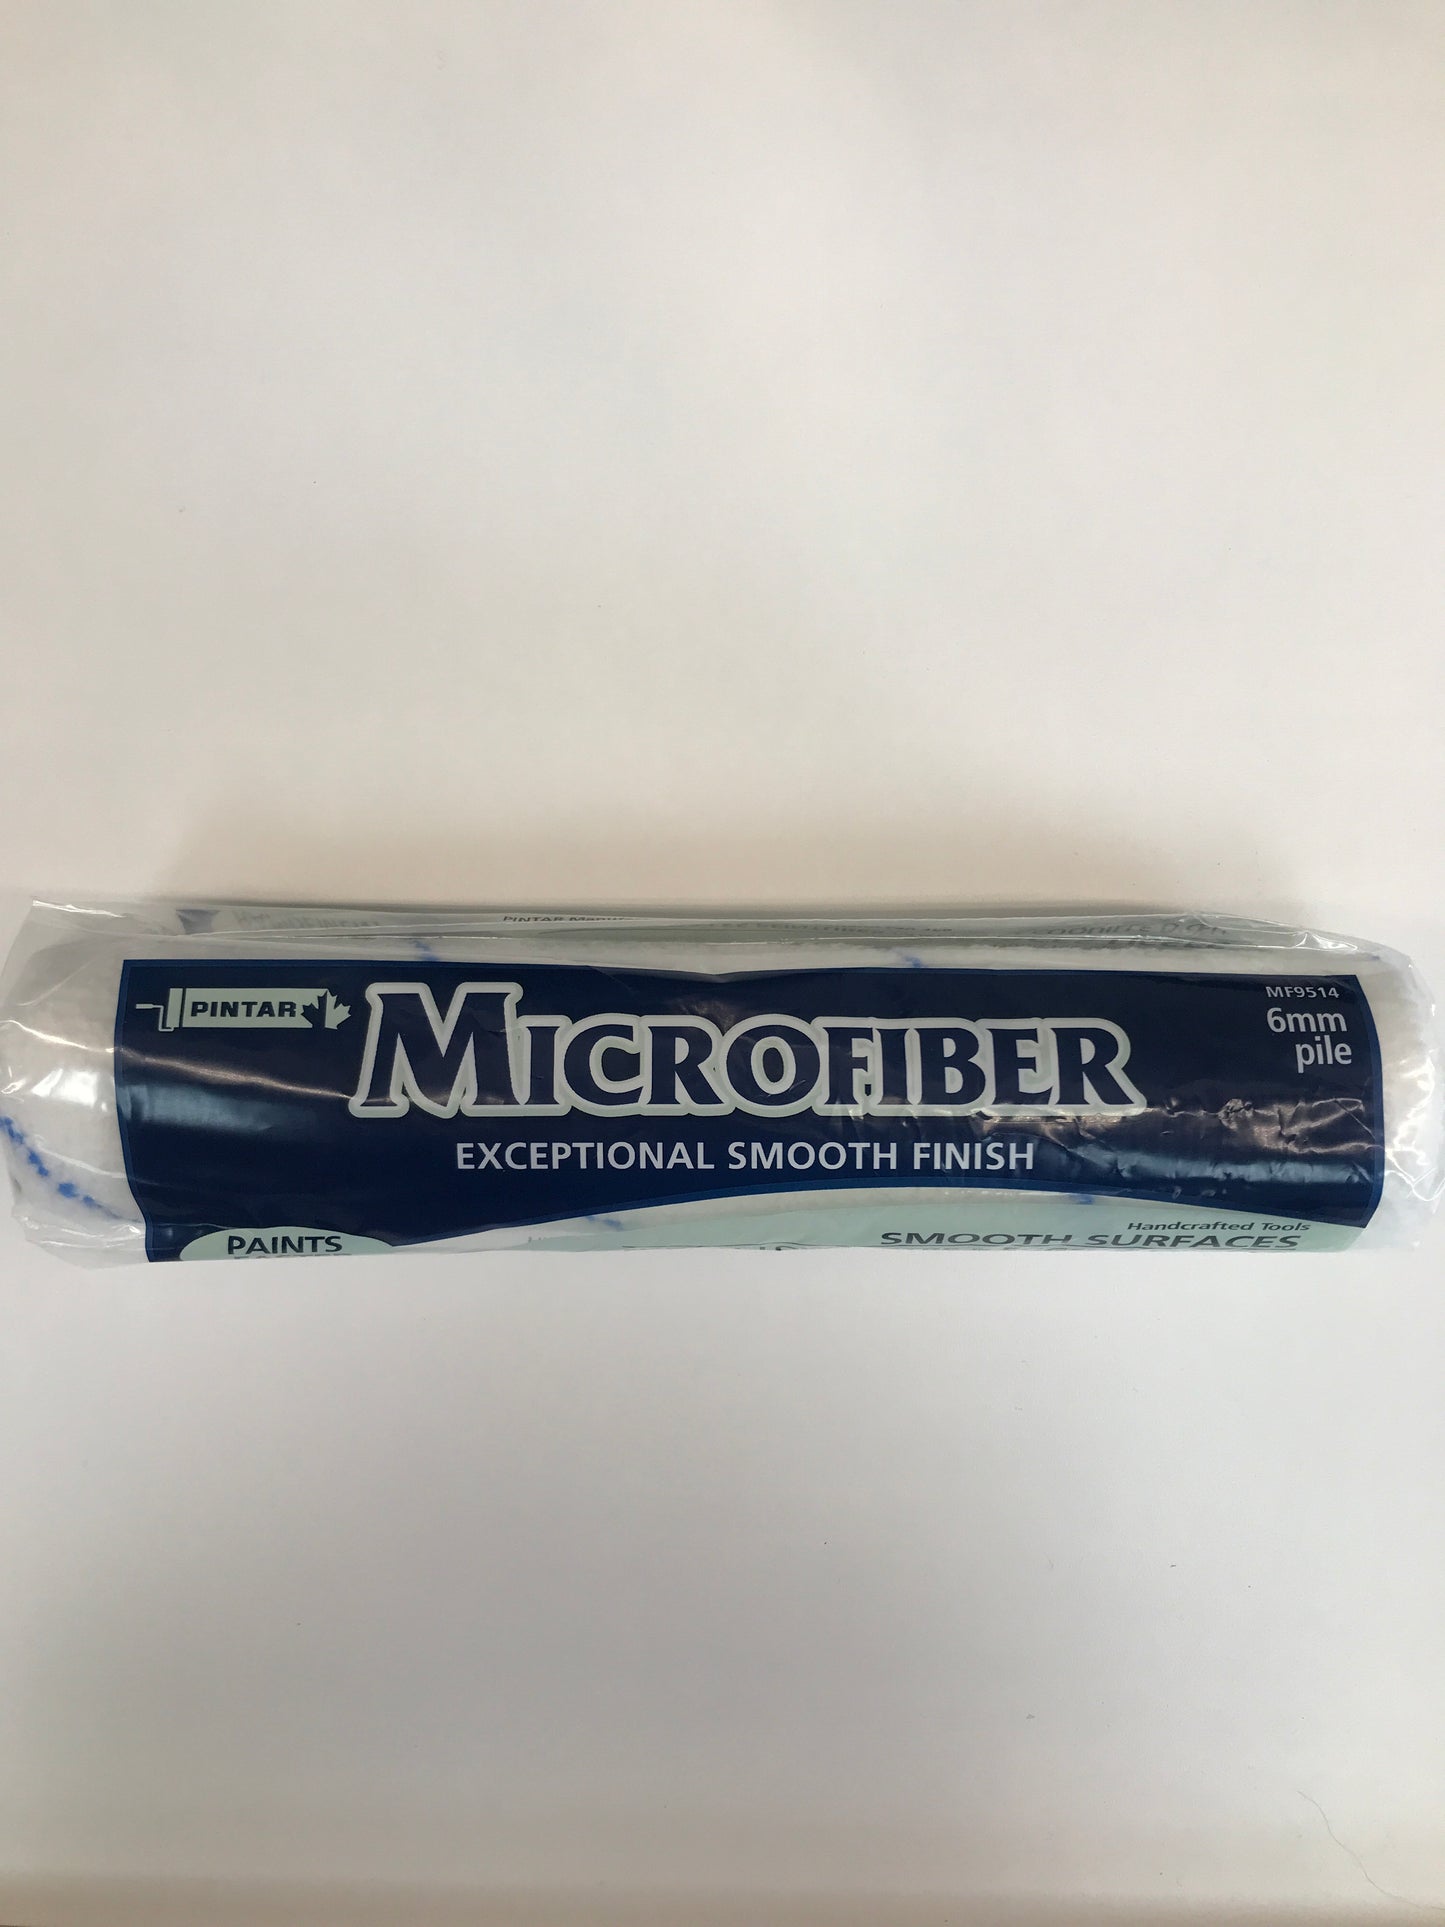 PINTAR
MICROFIBER
MF9514
6mm
pile
EXCEPTIONAL SMOOTH FINISH
PAINTS
Handcrafted Tools
SMOOTH SURFACES